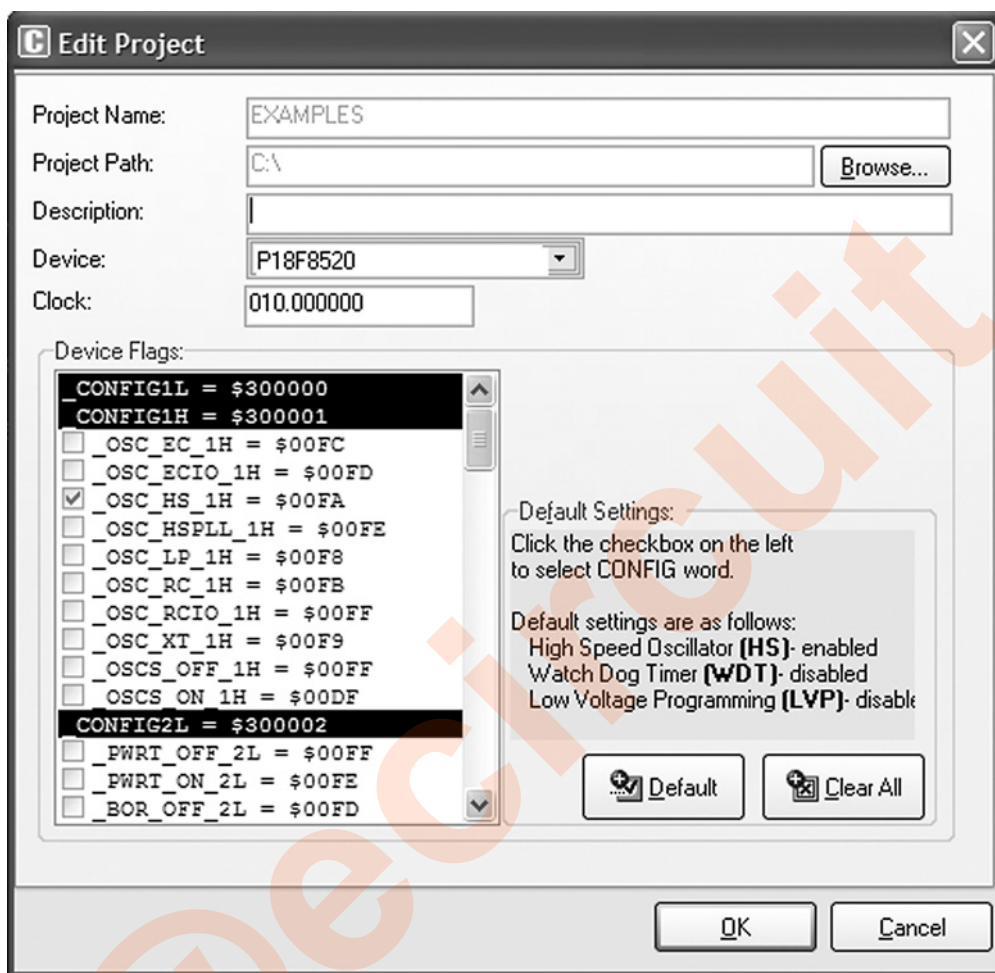 C Edit Project
Project Name: EXAMPLES
Project Path: C:\ Browse...
Description:
Device: P18F8520
Clock: 010.000000
Device Flags:
_CONFIG1L = $300000
_CONFIG1H = $300001
_OSC_EC_1H = $00FC
_OSC_ECIO_1H = $00FD
_OSC_HS_1H = $00FA
_OSC_HSPLL_1H = $00FE
_OSC_LP_1H = $00F8
_OSC_RC_1H = $00FB
_OSC_RCIO_1H = $00FF
_OSC_XT_1H = $00F9
_OSCS_OFF_1H = $00FF
_OSCS_ON_1H = $00DF
_CONFIG2L = $300002
_PWRT_OFF_2L = $00FF
_PWRT_ON_2L = $00FE
_BOR_OFF_2L = $00FD
Default Settings:
Click the checkbox on the left
to select CONFIG word.
Default settings are as follows:
High Speed Oscillator (HS)- enabled
Watch Dog Timer (WDT)- disabled
Low Voltage Programming (LVP)- disable
Default Clear All
OK Cancel
@ecircuit